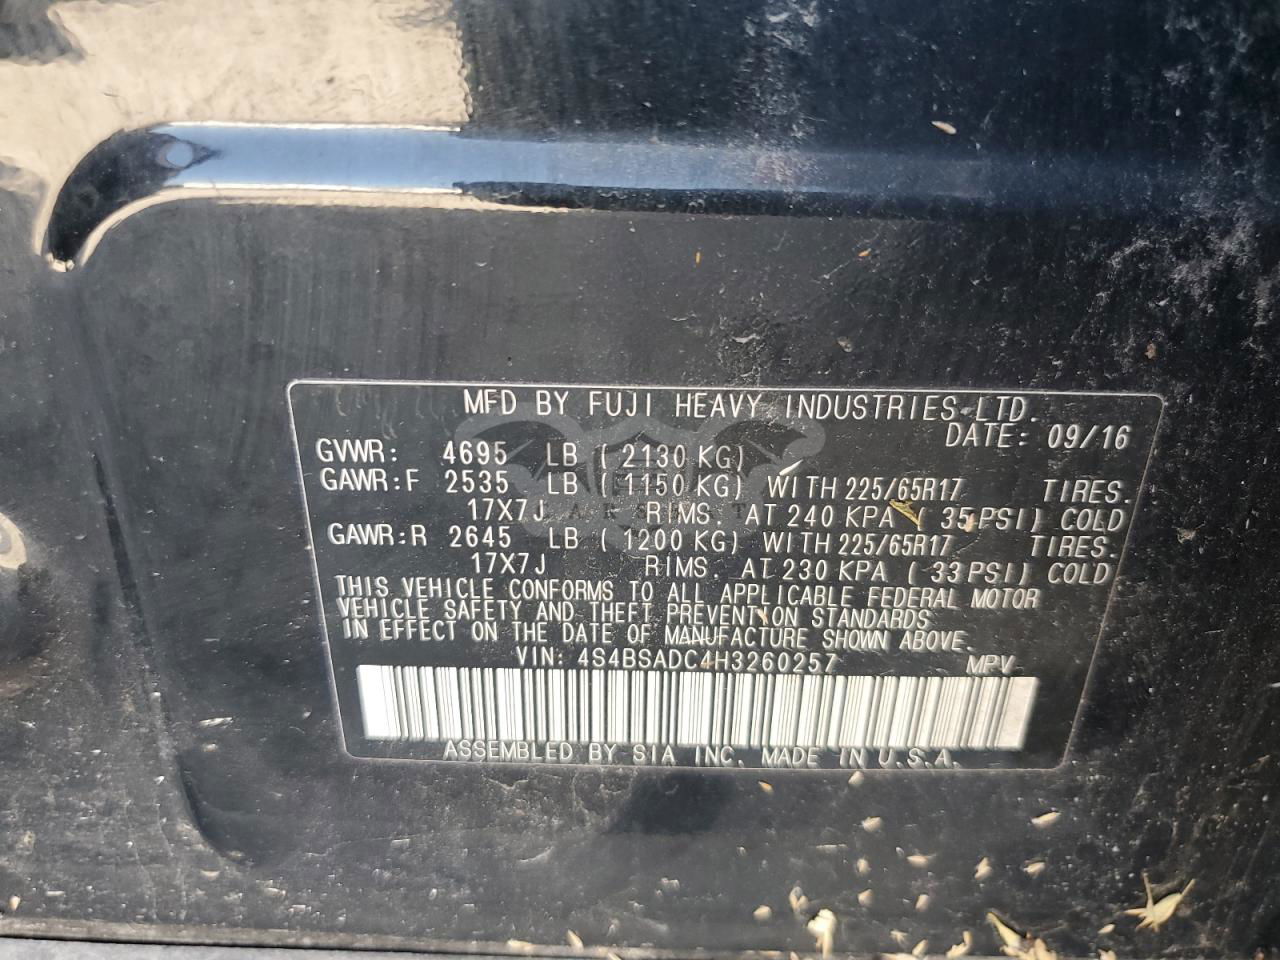 MFD BY FUJI HEAVY INDUSTRIES LTD.
DATE: 09/16
GVWR: 4695 LB ( 2130 KG)
GAWR:F 2535 LB ( 1150 KG) WITH 225/65R17 TIRES.
17X7J RIMS. AT 240 KPA ( 35PSI) COLD
GAWR:R 2645 LB ( 1200 KG) WITH 225/65R17 TIRES.
17X7J RIMS. AT 230 KPA ( 33PSI) COLD
THIS VEHICLE CONFORMS TO ALL APPLICABLE FEDERAL MOTOR
VEHICLE SAFETY AND THEFT PREVENTION STANDARDS
IN EFFECT ON THE DATE OF MANUFACTURE SHOWN ABOVE.
VIN: 4S4BSADC4H3260257 MPV
ASSEMBLED BY SIA INC. MADE IN U.S.A.